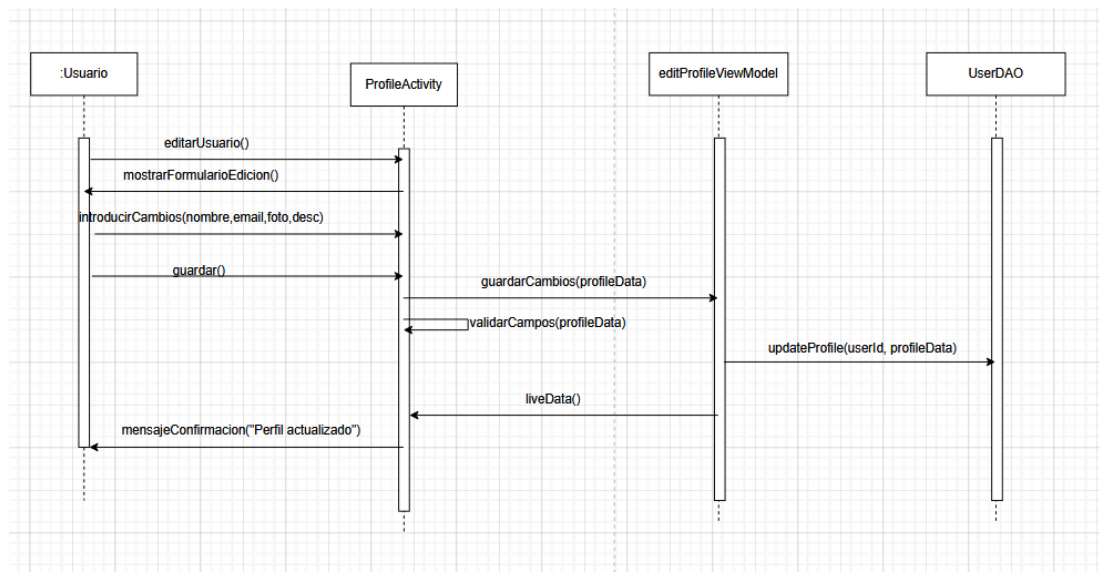 :Usuario
ProfileActivity
editProfileViewModel
UserDAO
editarUsuario()
mostrarFormularioEdicion()
introducirCambios(nombre,email,foto,desc)
guardar()
guardarCambios(profileData)
validarCampos(profileData)
updateProfile(userId, profileData)
liveData()
mensajeConfirmacion("Perfil actualizado")